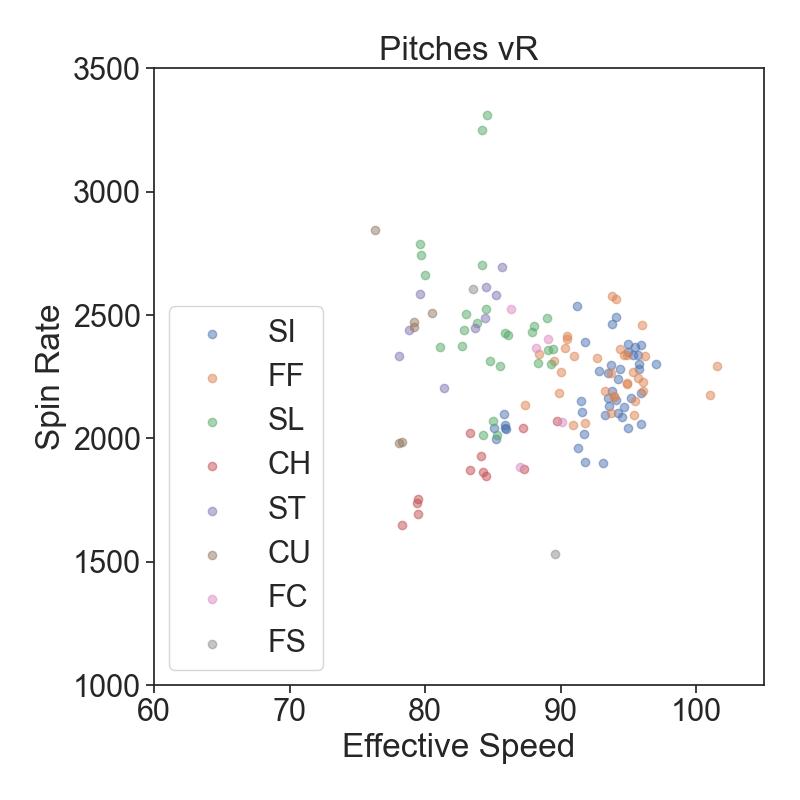 Pitches vR
3500
3000
2500
2000
1500
1000
Spin Rate
SI
FF
SL
CH
ST
CU
FC
FS
60
70
80
90
100
Effective Speed